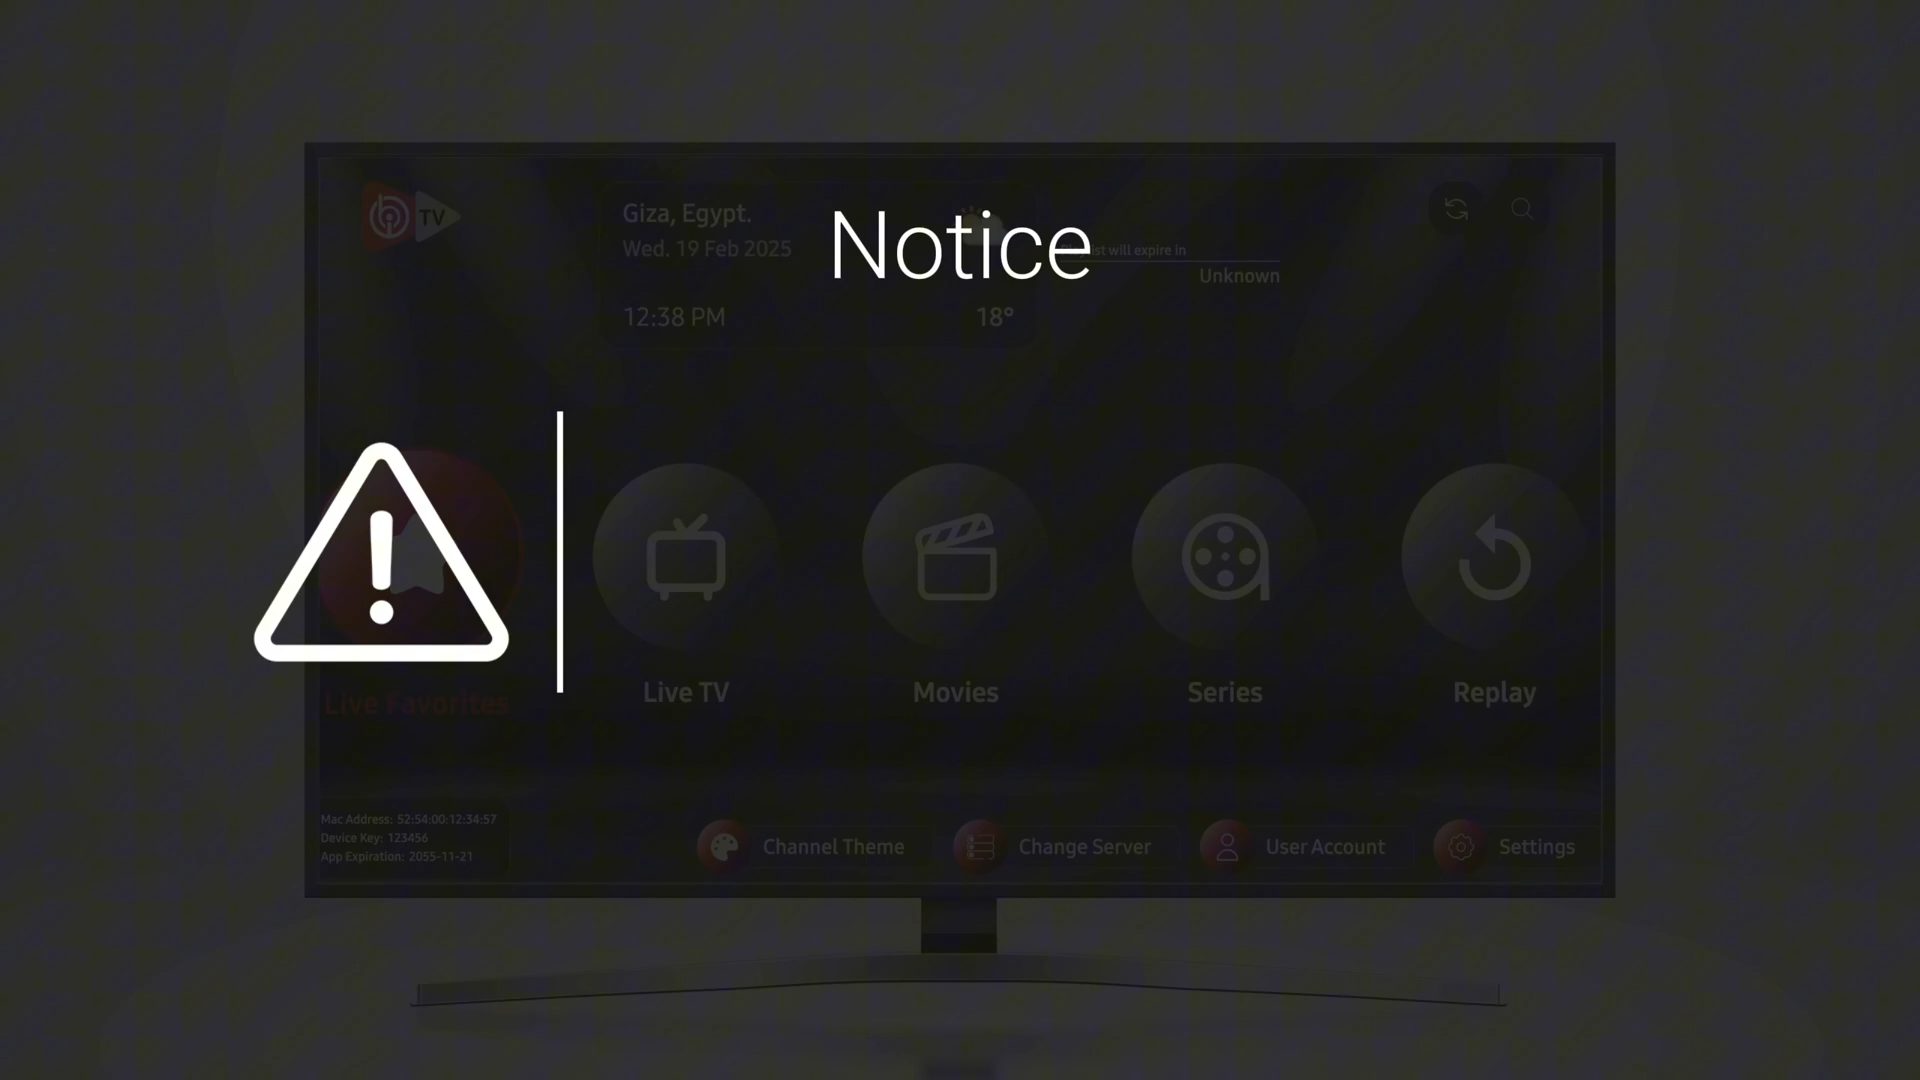 Notice
TV
Giza, Egypt.
Wed. 19 Feb 2025
12:38 PM
18°
will expire in
Unknown
Live Favorites
Live TV
Movies
Series
Replay
Mac Address: 52:54:00:12:34:57
Device Key: 123456
App Expiration: 2055-11-21
Channel Theme
Change Server
User Account
Settings